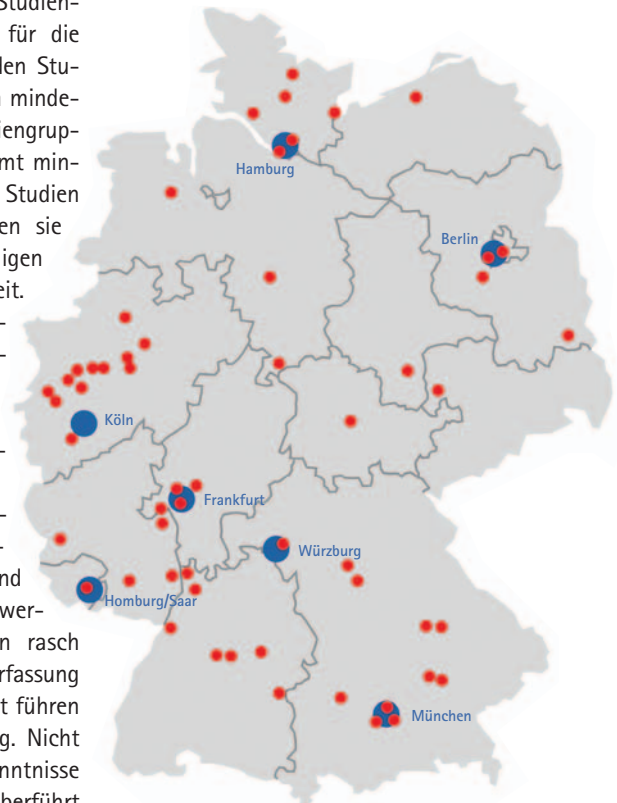 Studien-
für die
den Stu-
minde-
iengrup-
mt min-
Studien
en sie
igen
eit.
-
-
-
-
-
nd
wer-
n rasch
rfassung
t führen
g. Nicht
nntnisse
berführt
Hamburg
Berlin
Köln
Frankfurt
Würzburg
Homburg/Saar
München